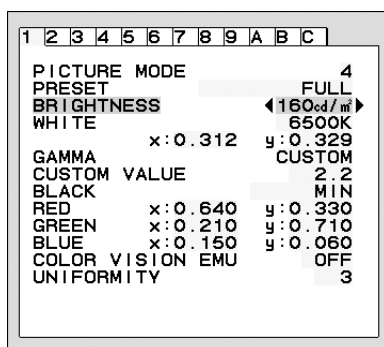 1 2 3 4 5 6 7 8 9 A B C
PICTURE MODE 4
PRESET FULL
BRIGHTNESS 160cd/㎡
WHITE 6500K
x:0.312 y:0.329
GAMMA CUSTOM
CUSTOM VALUE 2.2
BLACK MIN
RED x:0.640 y:0.330
GREEN x:0.210 y:0.710
BLUE x:0.150 y:0.060
COLOR VISION EMU OFF
UNIFORMITY 3